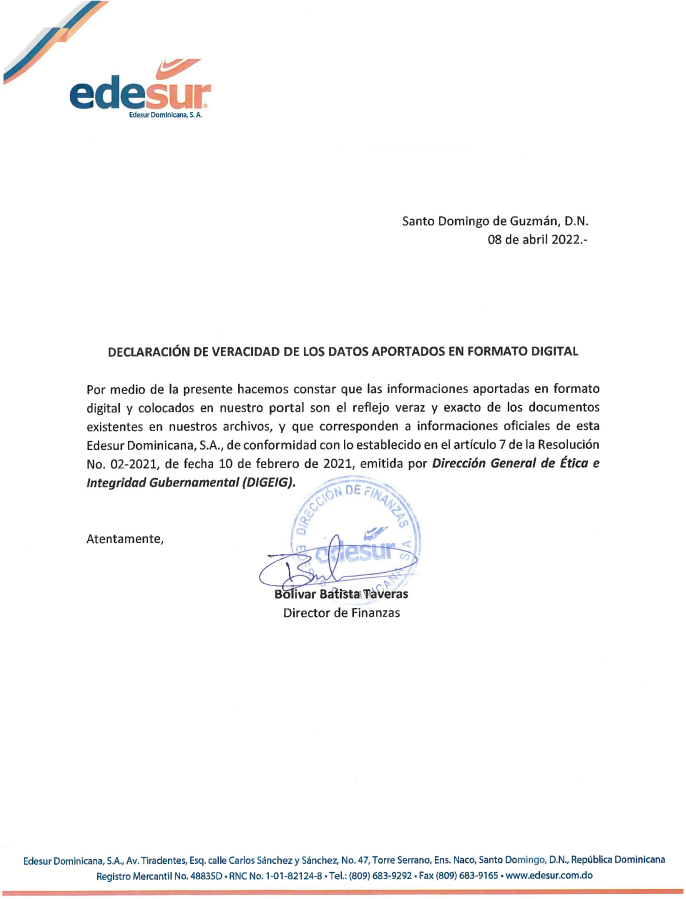 edesur
Edesur Dominicana, S. A.
Santo Domingo de Guzmán, D.N.
08 de abril 2022.-
DECLARACIÓN DE VERACIDAD DE LOS DATOS APORTADOS EN FORMATO DIGITAL
Por medio de la presente hacemos constar que las informaciones aportadas en formato
digital y colocados en nuestro portal son el reflejo veraz y exacto de los documentos
existentes en nuestros archivos, y que corresponden a informaciones oficiales de esta
Edesur Dominicana, S.A., de conformidad con lo establecido en el artículo 7 de la Resolución
No. 02-2021, de fecha 10 de febrero de 2021, emitida por Dirección General de Ética e
Integridad Gubernamental (DIGEIG).
DIRECCIÓN DE FINANZAS
edesur
Atentamente,
Bolívar Batista Taveras
Director de Finanzas
Edesur Dominicana, S.A., Av. Tiradentes, Esq. calle Carlos Sánchez y Sánchez, No. 47, Torre Serrano, Ens. Naco, Santo Domingo, D.N., República Dominicana
Registro Mercantil No. 4883SD • RNC No. 1-01-82124-8 • Tel.: (809) 683-9292 • Fax (809) 683-9165 • www.edesur.com.do